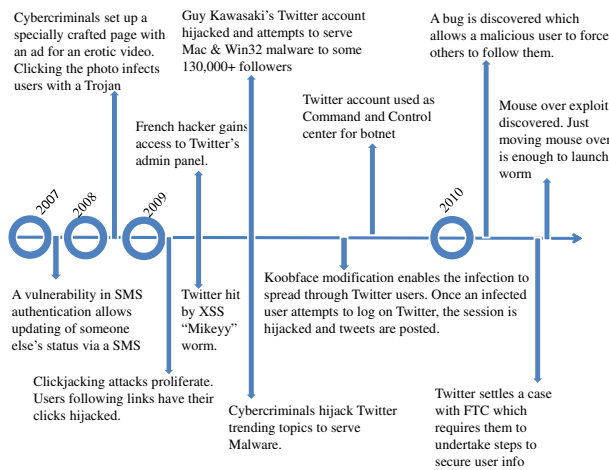 Cybercriminals set up a
specially crafted page with
an ad for an erotic video.
Clicking the photo infects
users with a Trojan
Guy Kawasaki's Twitter account
hijacked and attempts to serve
Mac & Win32 malware to some
130,000+ followers
A bug is discovered which
allows a malicious user to force
others to follow them.
French hacker gains
access to Twitter's
admin panel.
Twitter account used as
Command and Control
center for botnet
Mouse over exploit
discovered. Just
moving mouse over
is enough to launch
worm
2007
2008
2009
2010
A vulnerability in SMS
authentication allows
updating of someone
else's status via a SMS
Twitter hit
by XSS
"Mikeyy"
worm.
Koobface modification enables the infection to
spread through Twitter users. Once an infected
user attempts to log on Twitter, the session is
hijacked and tweets are posted.
Clickjacking attacks proliferate.
Users following links have their
clicks hijacked.
Cybercriminals hijack Twitter
trending topics to serve
Malware.
Twitter settles a case
with FTC which
requires them to
undertake steps to
secure user info